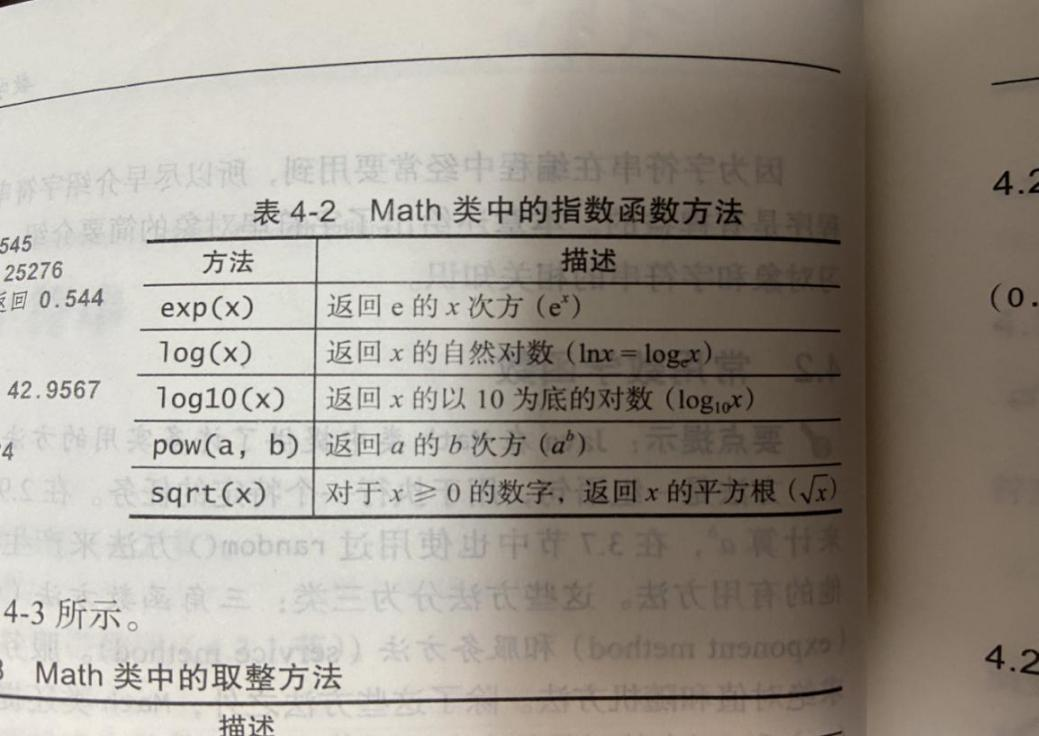 表 4-2 Math 类中的指数函数方法
方法 描述
exp(x) 返回 e 的 x 次方 (eˣ)
log(x) 返回 x 的自然对数 (lnx = logₑx)
log10(x) 返回 x 的以 10 为底的对数 (log₁₀x)
pow(a, b) 返回 a 的 b 次方 (aᵇ)
sqrt(x) 对于 x ⩾ 0 的数字，返回 x 的平方根 (√x)
545
25276
返回 0.544
42.9567
4
4-3 所示。
Math 类中的取整方法
描述
4.2
(0.
4.2